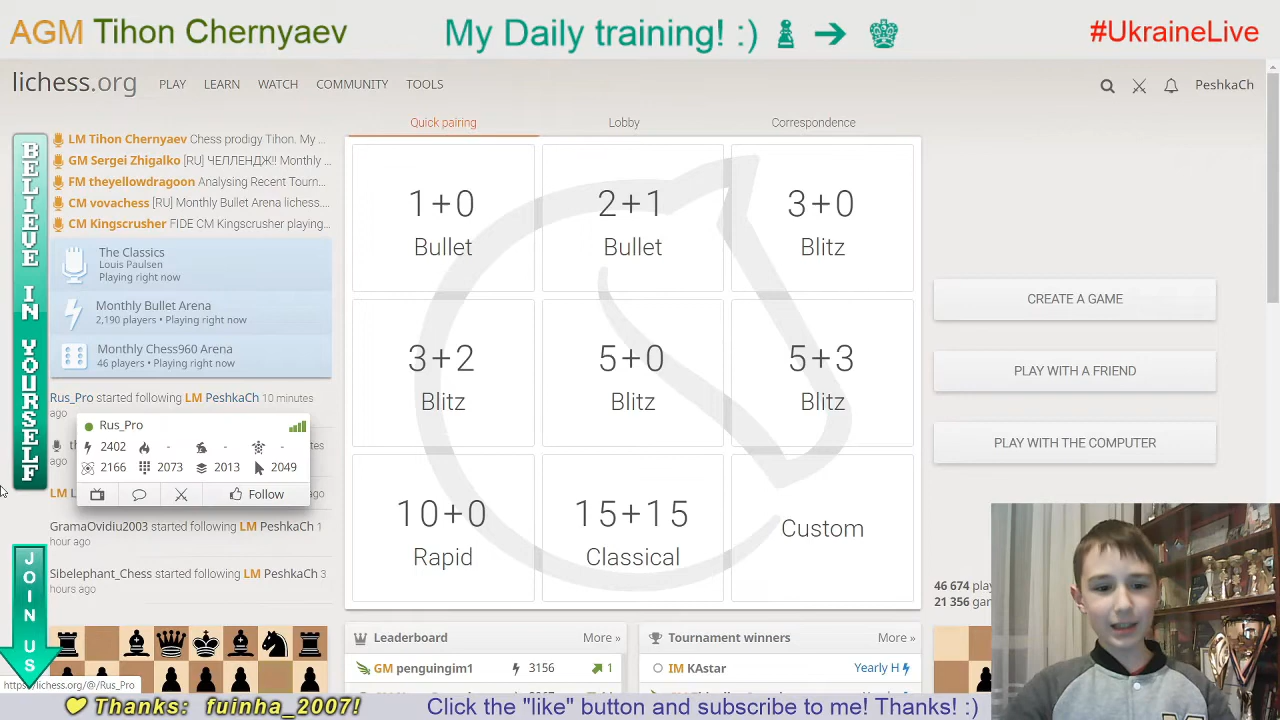 AGM Tihon Chernyaev
My Daily training! :)
#UkraineLive
lichess.org PLAY LEARN WATCH COMMUNITY TOOLS
PeshkaCh
BELIEVE IN YOURSELF
LM Tihon Chernyaev Chess prodigy Tihon. My ...
GM Sergei Zhigalko [RU] ЧЕЛЛЕНДЖ!! Monthly ...
FM theyellowdragon Analysing Recent Tourn...
CM vovachess [RU] Monthly Bullet Arena lichess....
CM Kingscrusher FIDE CM Kingscrusher playing...
The Classics
Louis Paulsen
Playing right now
Monthly Bullet Arena
2,190 players • Playing right now
Monthly Chess960 Arena
46 players • Playing right now
Rus_Pro started following LM PeshkaCh 10 minutes
ago
Rus_Pro
2402 - - -
2166 2073 2013 2049
Follow
ago
GramaOvidiu2003 started following LM PeshkaCh 1
hour ago
Sibelephant_Chess started following LM PeshkaCh 3
hours ago
JOIN US
https://lichess.org/@/Rus_Pro
Quick pairing Lobby Correspondence
1+0
Bullet
2+1
Bullet
3+0
Blitz
3+2
Blitz
5+0
Blitz
5+3
Blitz
10+0
Rapid
15+15
Classical
Custom
CREATE A GAME
PLAY WITH A FRIEND
PLAY WITH THE COMPUTER
46 674
21 356
Leaderboard More »
GM penguingim1 3156 1
Tournament winners More »
IM KAstar Yearly H
Thanks: fuinha_2007!
Click the "like" button and subscribe to me! Thanks! :)